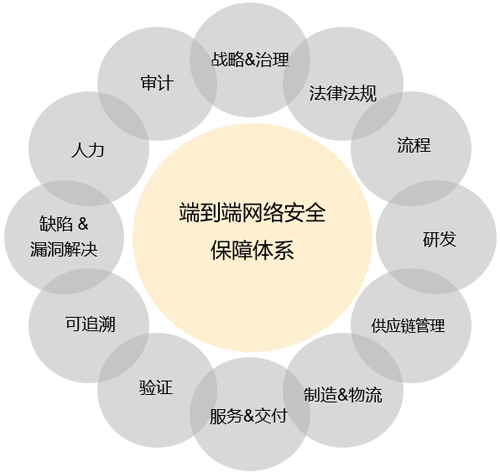 战略&治理
法律法规
流程
研发
供应链管理
制造&物流
服务&交付
验证
可追溯
缺陷 &
漏洞解决
人力
审计
端到端网络安全
保障体系